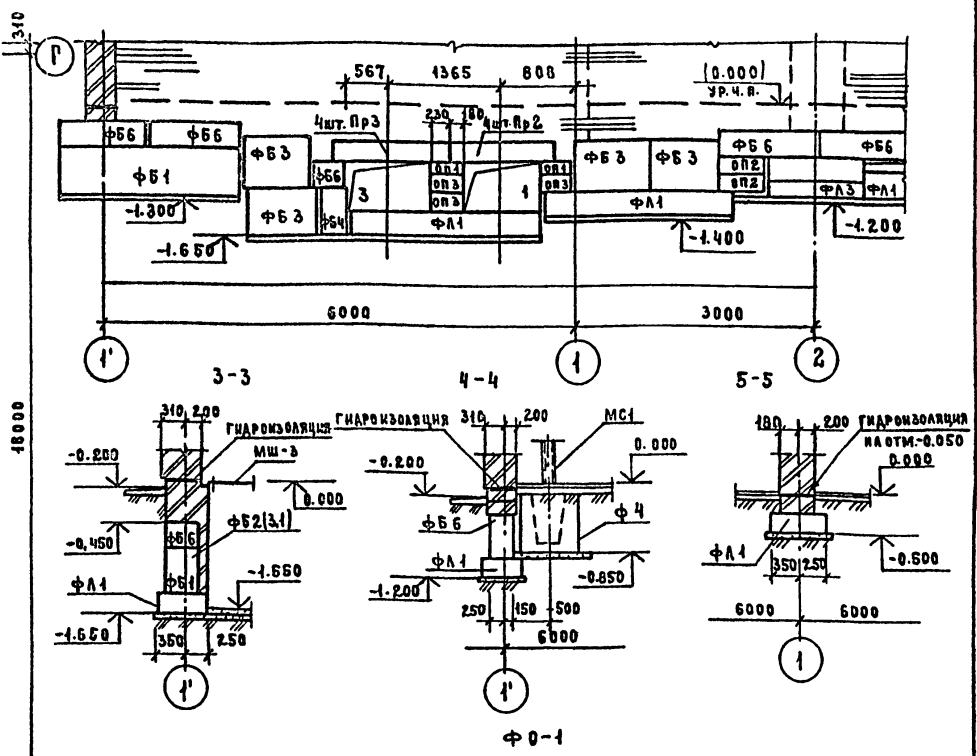 310
Г
567 1365 808
(0.000)
УР.Ч.П.
4шт.Пр3 230 180 4шт.Пр2
ФБ6 ФБ6 ФБ3 ФБ6 3 ОП1 1 ОП1 ФБ3 ФБ3 ФБ6 ФБ6
ФБ1 ОП3 ОП3 ОП2
ОП3 ОП2 ФЛ3 ФЛ1
ФБ3 ФБ4 ФЛ1 ФЛ1
-1.300
-1.650 -1.400 -1.200
6000 3000
1' 1 2
18000
3-3
310 200
ГИДРОИЗОЛЯЦИЯ
-0.200 МШ-3
0.000
-0,450 ФБ6 ФБ2(3,1)
ФБ1
ФЛ1 -1.550
-1.650
350 250
1'
4-4
ГИДРОИЗОЛЯЦИЯ 310 200 МС1
-0.200 0.000
ФБ6 Ф4
ФЛ1
-1.200 -0.850
250 150 500
6000
1'
5-5
180 200 ГИДРОИЗОЛЯЦИЯ
НА ОТМ.-0.050
0.000
ФЛ1 -0.500
350 250
6000 6000
1
ФО-1